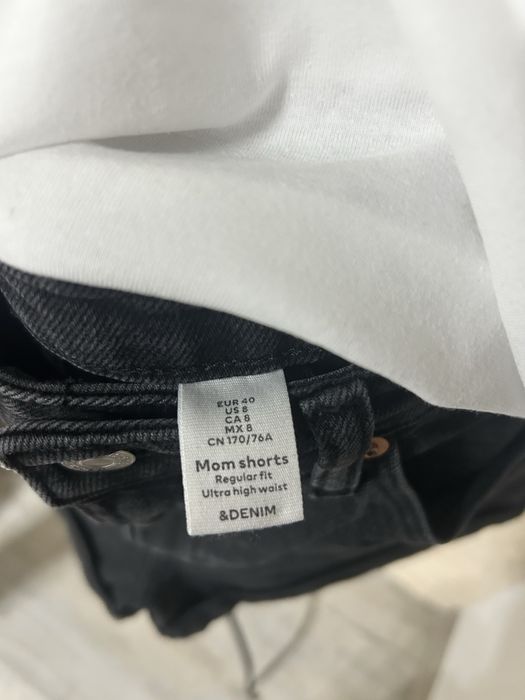 EUR 40
US 8
CA 8
MX 8
CN 170/76A
Mom shorts
Regular fit
Ultra high waist
&DENIM